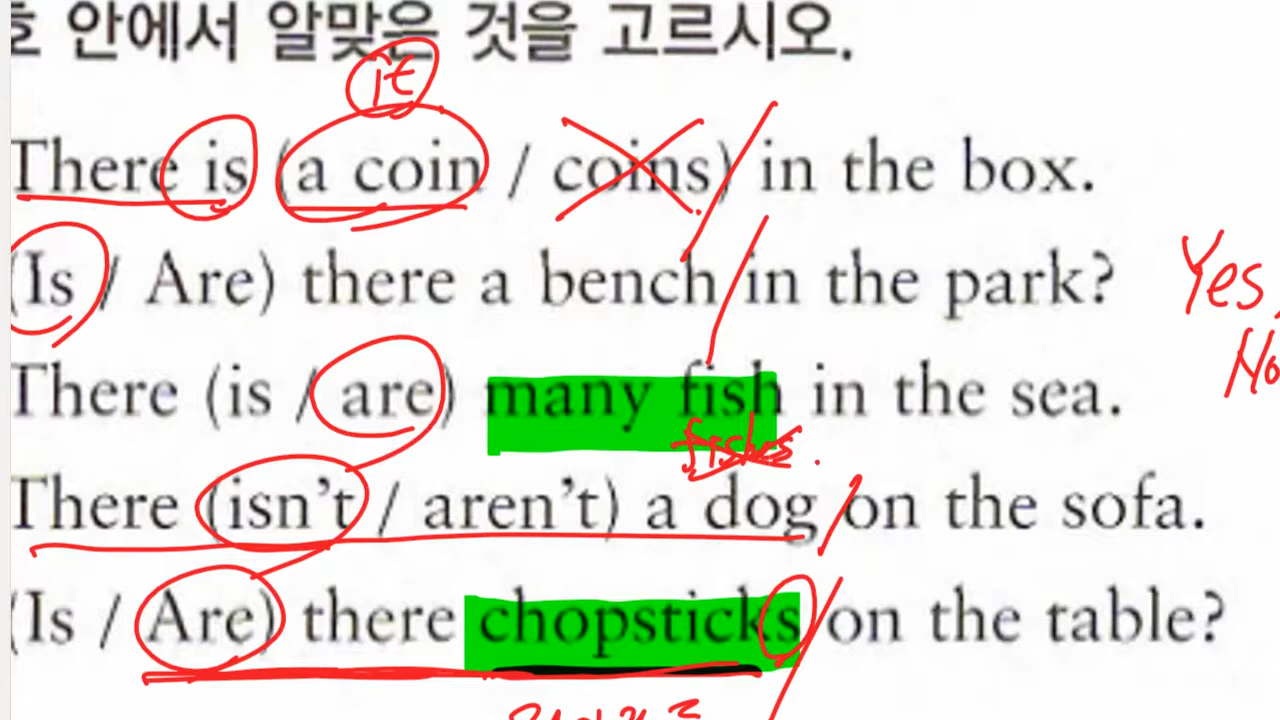 호 안에서 알맞은 것을 고르시오.
it
There is (a coin / coins) in the box.
(Is / Are) there a bench in the park?
Yes,
No
There (is / are) many fish in the sea.
fishes.
There (isn't / aren't) a dog on the sofa.
(Is / Are) there chopsticks on the table?